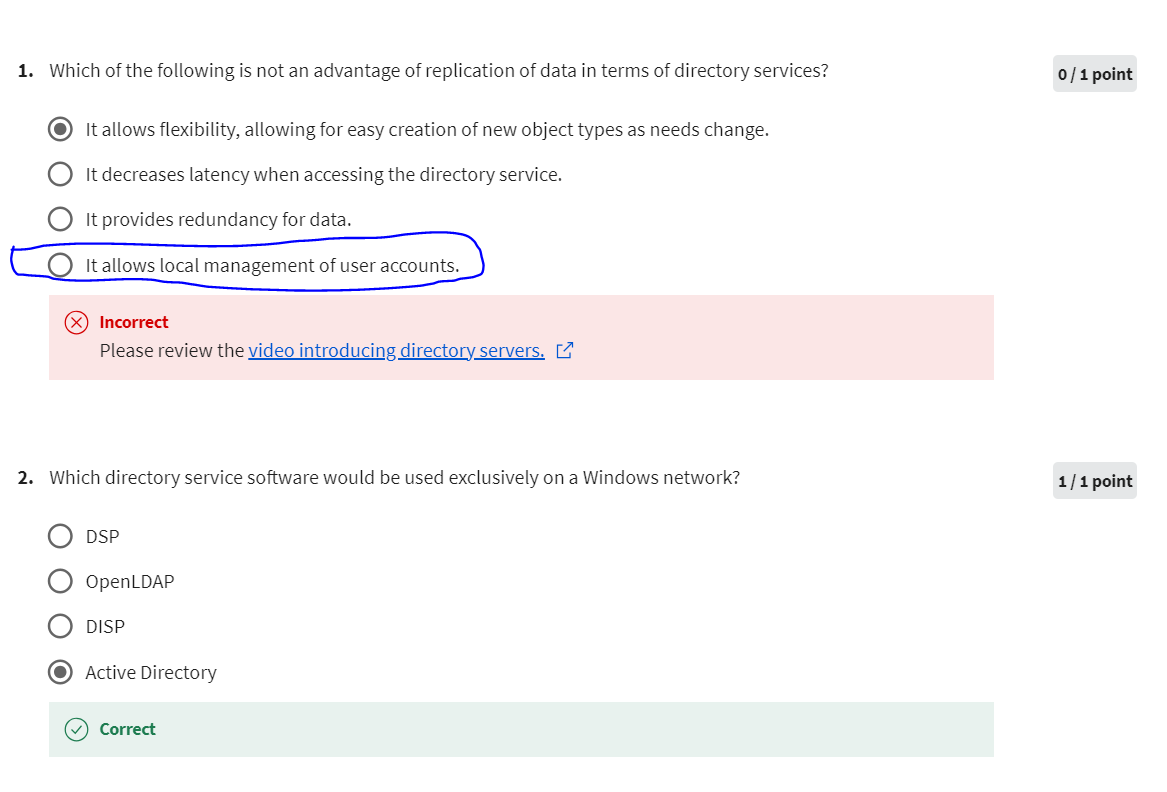 1. Which of the following is not an advantage of replication of data in terms of directory services?
0 / 1 point
It allows flexibility, allowing for easy creation of new object types as needs change.
It decreases latency when accessing the directory service.
It provides redundancy for data.
It allows local management of user accounts.
Incorrect
Please review the video introducing directory servers.
2. Which directory service software would be used exclusively on a Windows network?
1 / 1 point
DSP
OpenLDAP
DISP
Active Directory
Correct